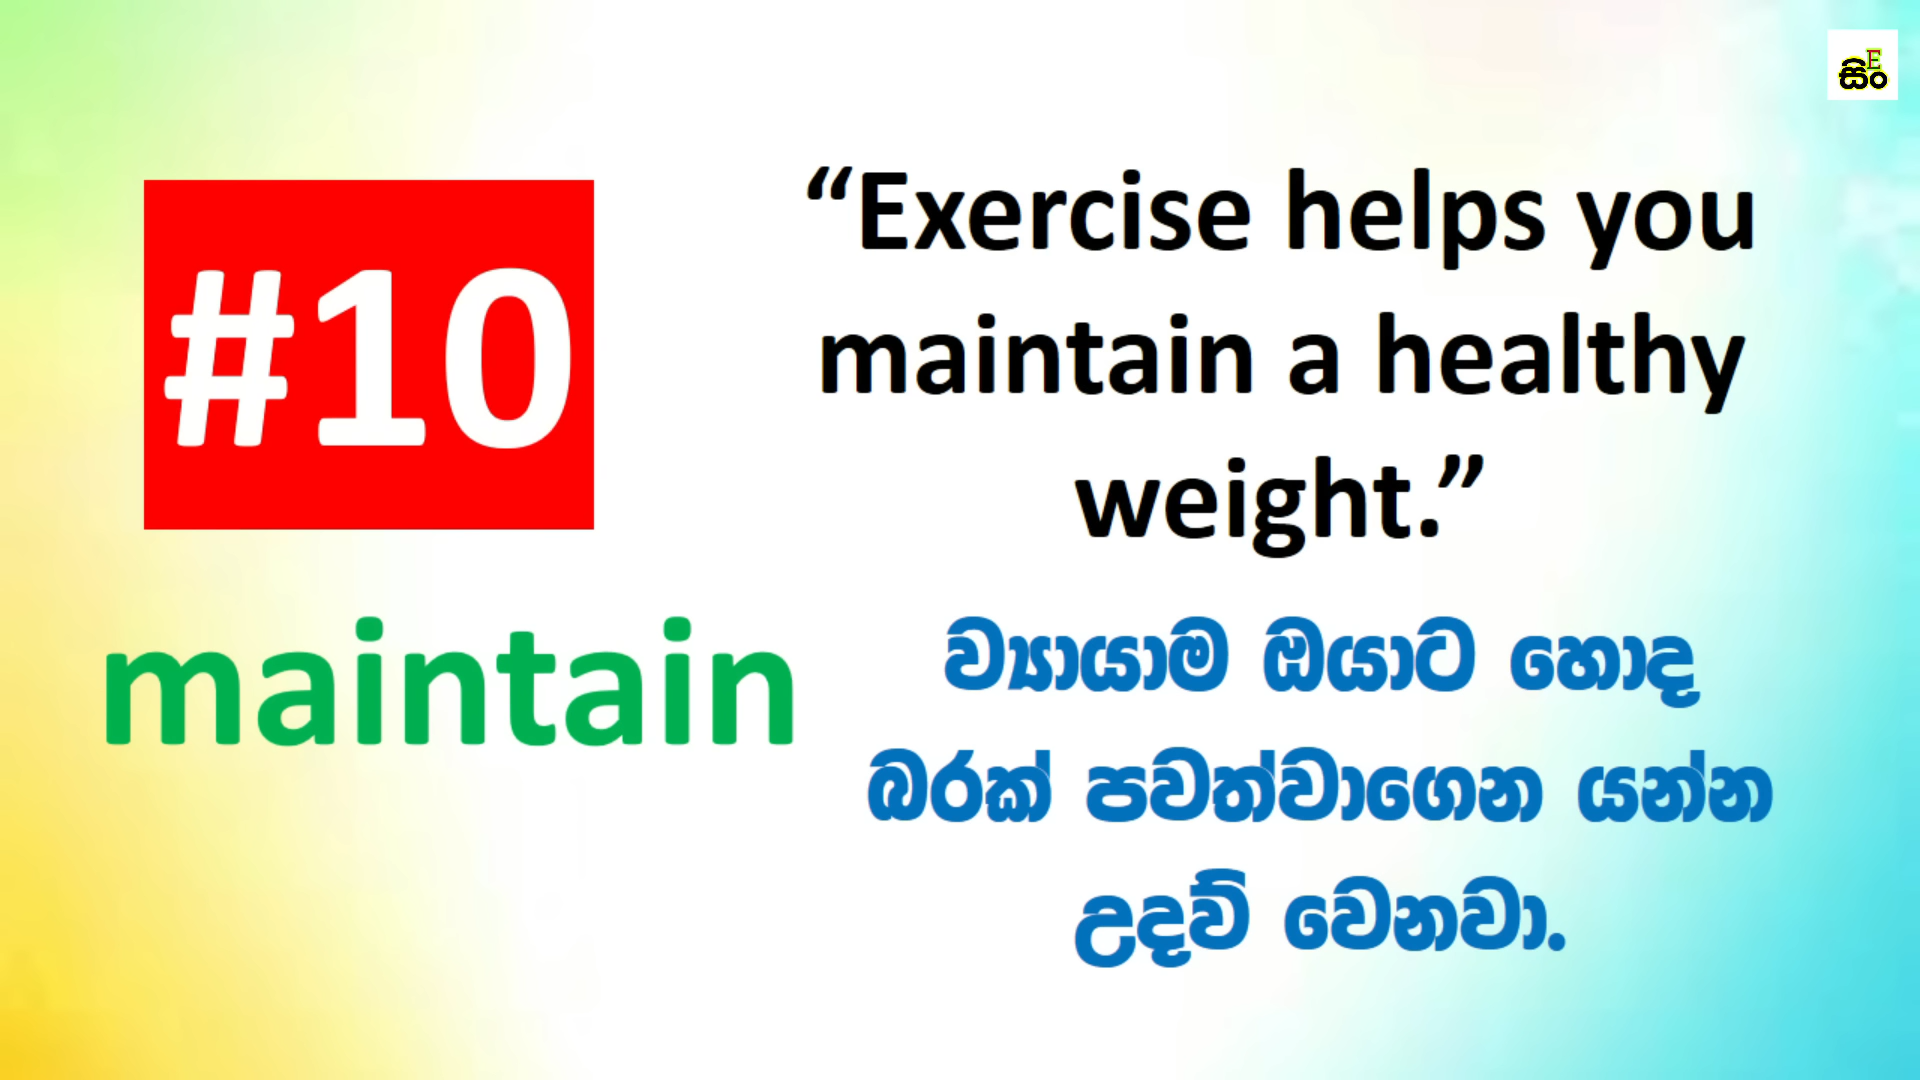 සිං E
#10
maintain
“Exercise helps you
maintain a healthy
weight.”
ව්‍යායාම ඔයාට හොද
බරක් පවත්වාගෙන යන්න
උදව් වෙනවා.